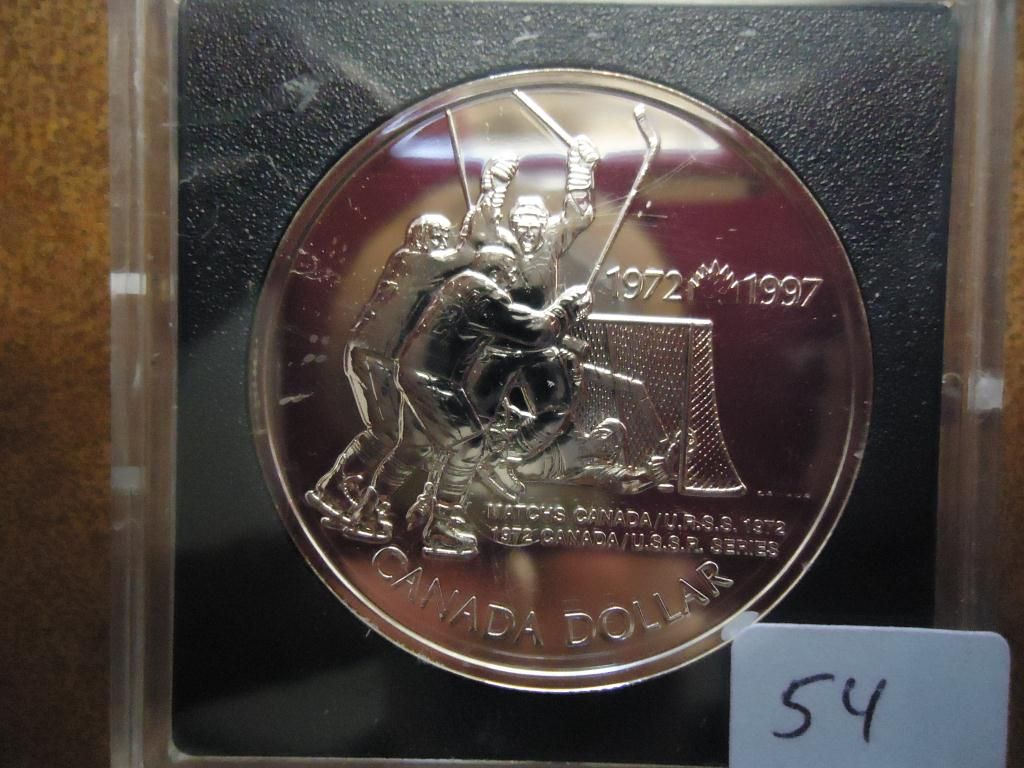 1972 1997
MATCHS CANADA/U.R.S.S. 1972
1972 CANADA/U.S.S.R. SERIES
CANADA DOLLAR
54